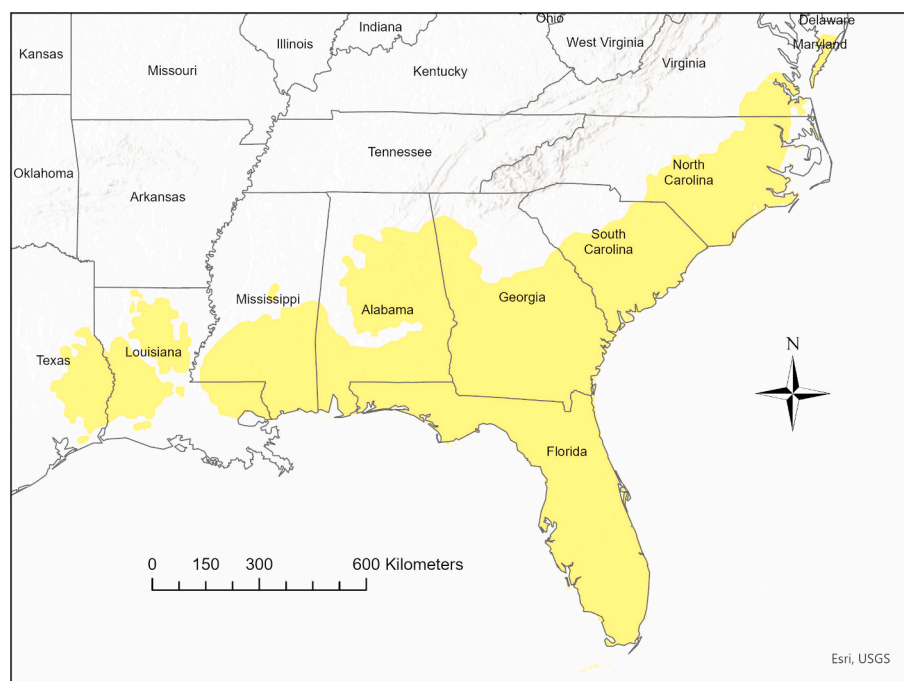 Ohio
Delaware
Indiana
Illinois
West Virginia
Maryland
Kansas
Virginia
Missouri
Kentucky
Tennessee
North
Carolina
Oklahoma
Arkansas
South
Carolina
Mississippi
Georgia
Alabama
N
Texas
Louisiana
Florida
0 150 300 600 Kilometers
Esri, USGS